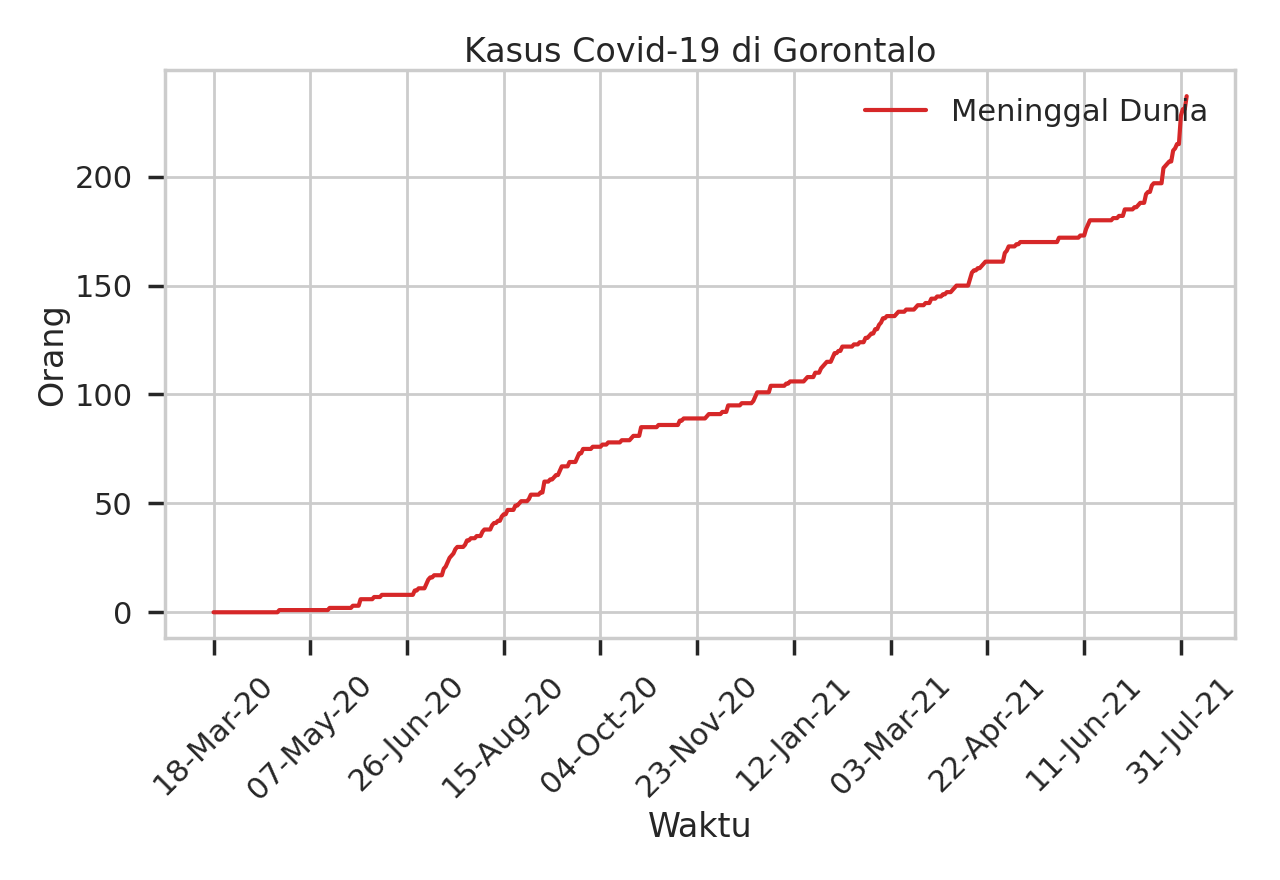 Kasus Covid-19 di Gorontalo
Meninggal Dunia
Orang
200
150
100
50
0
18-Mar-20
07-May-20
26-Jun-20
15-Aug-20
04-Oct-20
23-Nov-20
12-Jan-21
03-Mar-21
22-Apr-21
11-Jun-21
31-Jul-21
Waktu